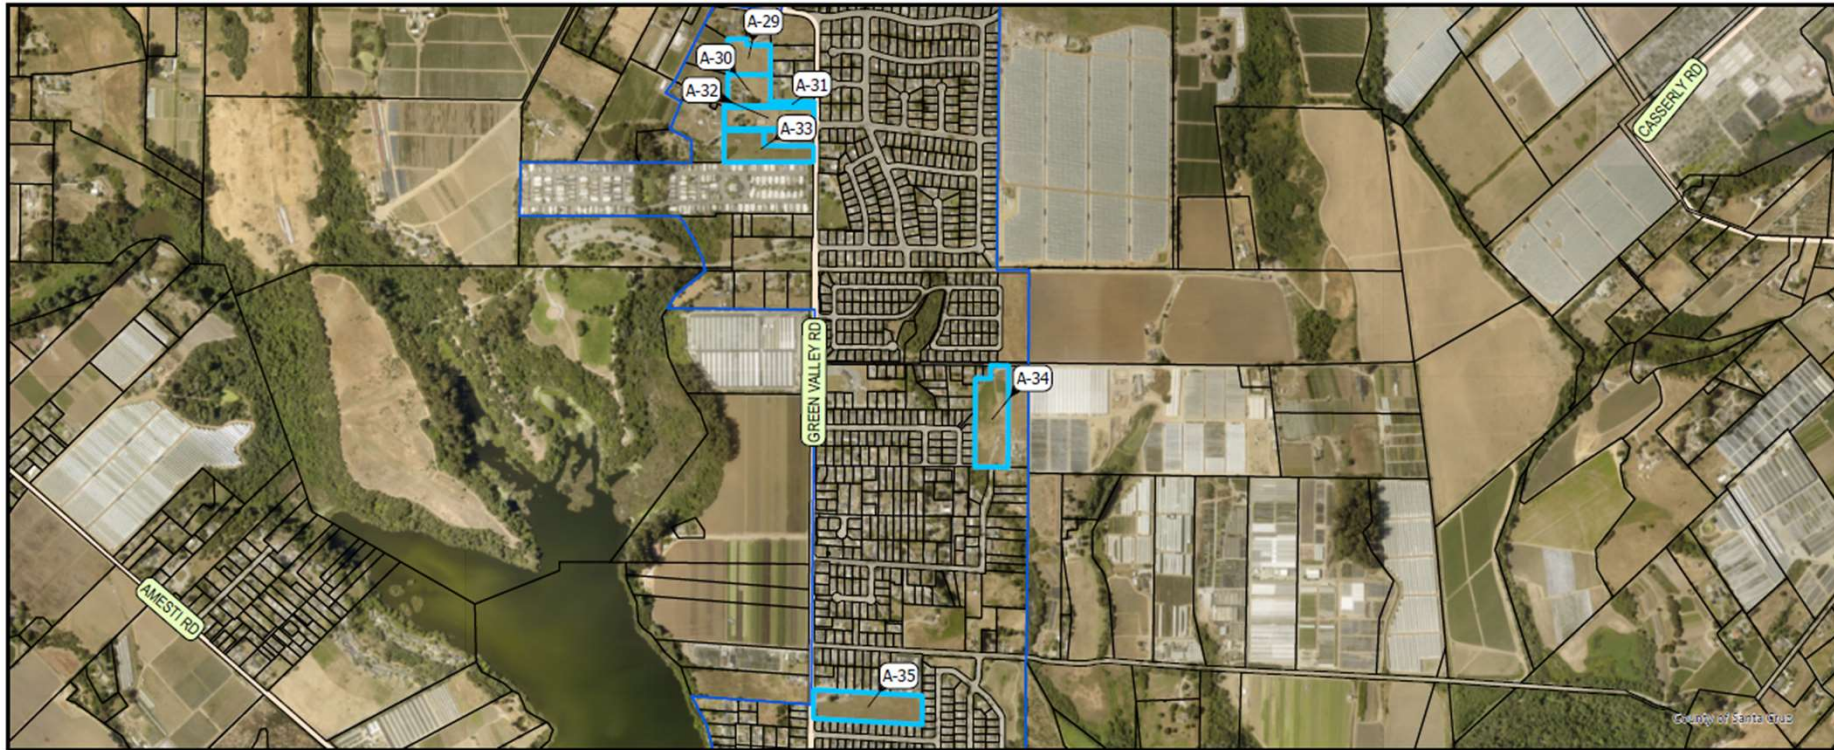 A-29
A-30
A-31
A-32
A-33
CASSERLY RD
GREEN VALLEY RD
A-34
AMESTI RD
A-35
County of Santa Cruz